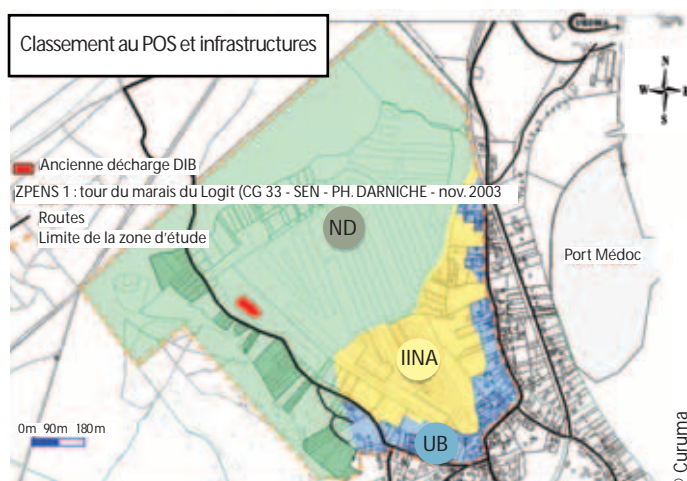 Classement au POS et infrastructures
CURUMA
N
W E
S
Ancienne décharge DIB
ZPENS 1 : tour du marais du Logit (CG 33 - SEN - PH. DARNICHE - nov. 2003
Routes
Limite de la zone d'étude
ND
Port Médoc
IINA
UB
0m 90m 180m
© Curuma